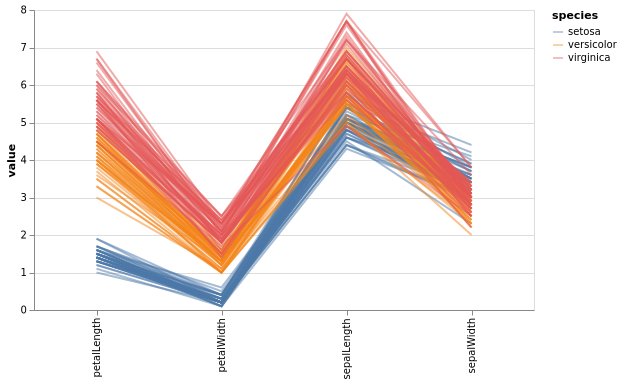 species
setosa
versicolor
virginica
value
8
7
6
5
4
3
2
1
0
petalLength
petalWidth
sepalLength
sepalWidth